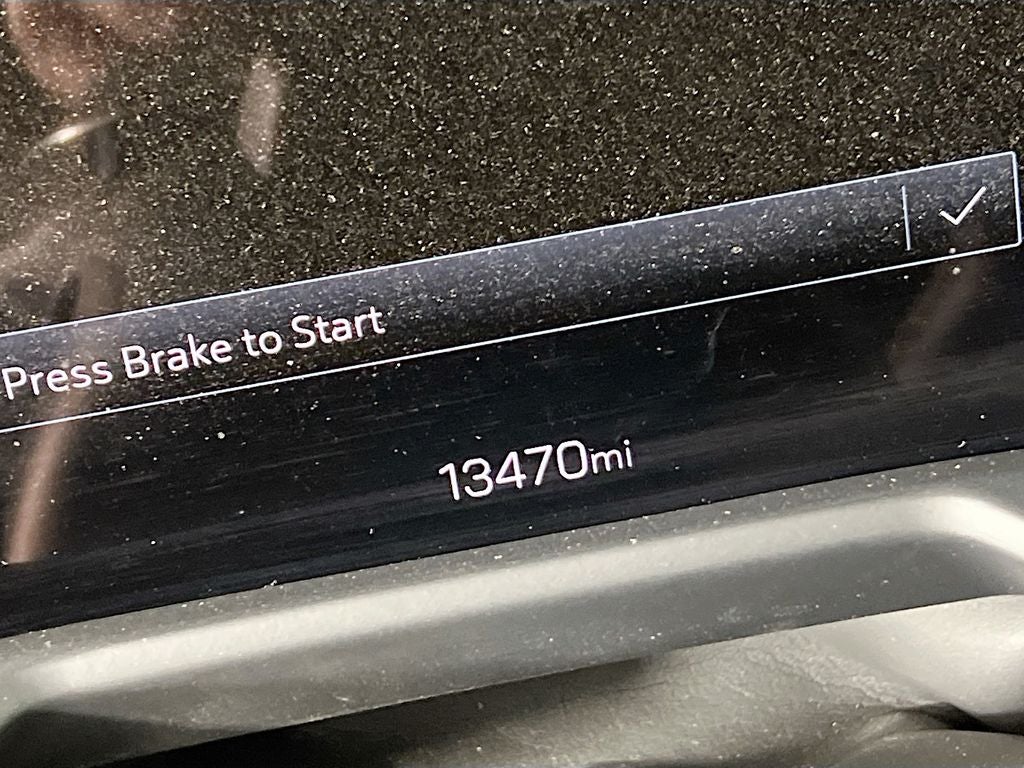 Press Brake to Start
13470mi